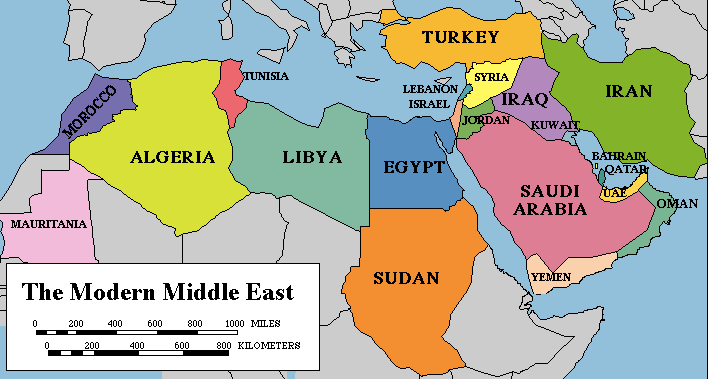 TURKEY
TUNISIA
SYRIA
LEBANON
ISRAEL
IRAQ
IRAN
MOROCCO
JORDAN
KUWAIT
ALGERIA
LIBYA
EGYPT
BAHRAIN
QATAR
SAUDI
ARABIA
UAE
OMAN
MAURITANIA
SUDAN
YEMEN
The Modern Middle East
0 200 400 600 800 1000 MILES
0 200 400 600 800 KILOMETERS